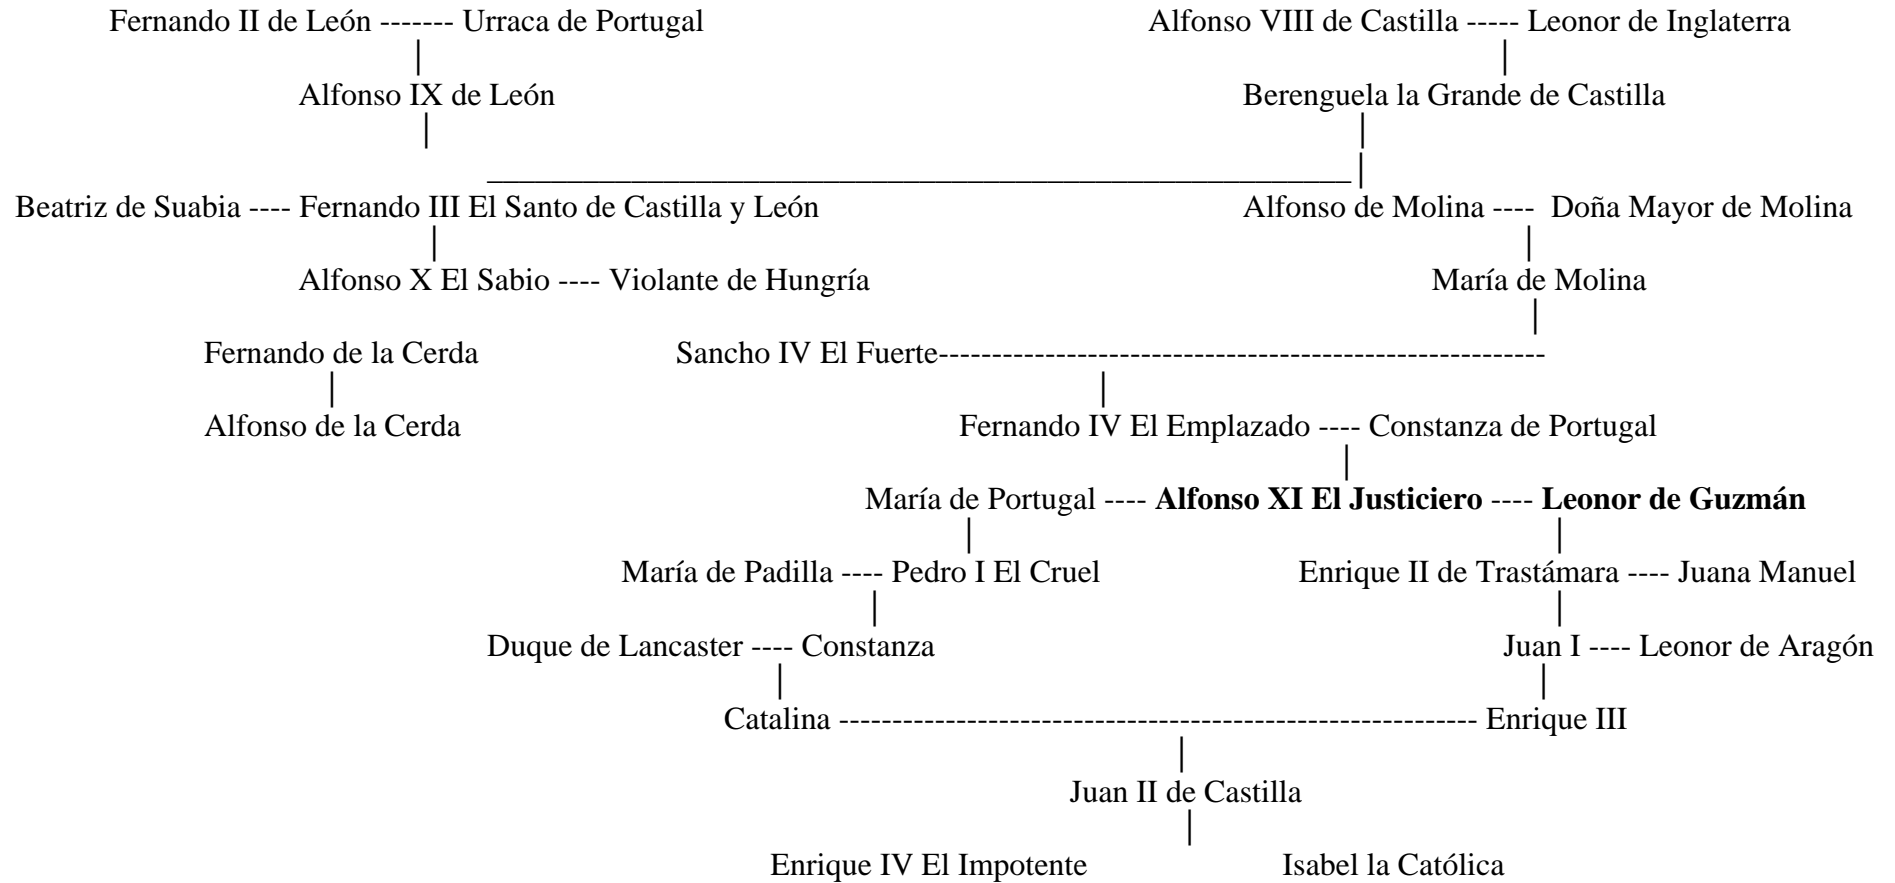 Fernando II de León ------- Urraca de Portugal Alfonso VIII de Castilla ----- Leonor de Inglaterra
Alfonso IX de León Berenguela la Grande de Castilla
Beatriz de Suabia ---- Fernando III El Santo de Castilla y León Alfonso de Molina ---- Doña Mayor de Molina
Alfonso X El Sabio ---- Violante de Hungría María de Molina
Fernando de la Cerda Sancho IV El Fuerte---------------------------------------------------------
Alfonso de la Cerda Fernando IV El Emplazado ---- Constanza de Portugal
María de Portugal ---- Alfonso XI El Justiciero ---- Leonor de Guzmán
María de Padilla ---- Pedro I El Cruel Enrique II de Trastámara ---- Juana Manuel
Duque de Lancaster ---- Constanza Juan I ---- Leonor de Aragón
Catalina ------------------------------------------------------------ Enrique III
Juan II de Castilla
Enrique IV El Impotente Isabel la Católica